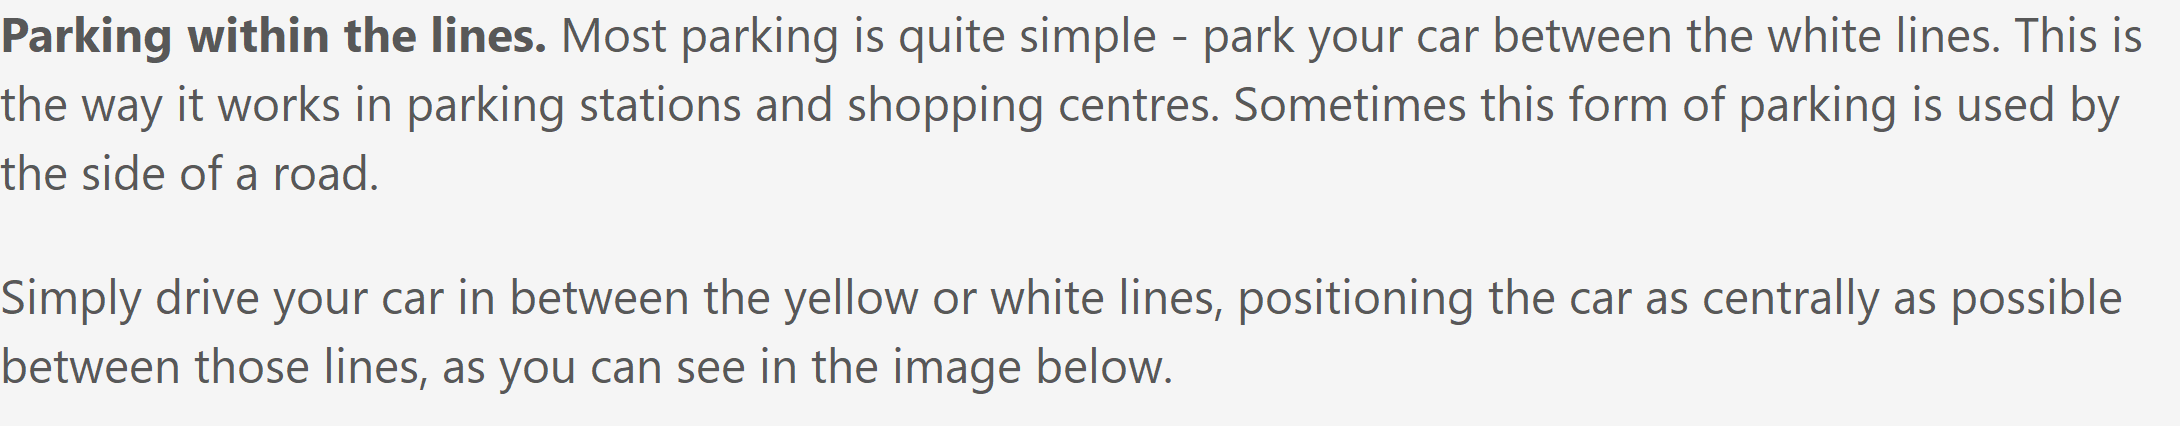 Parking within the lines. Most parking is quite simple - park your car between the white lines. This is
the way it works in parking stations and shopping centres. Sometimes this form of parking is used by
the side of a road.
Simply drive your car in between the yellow or white lines, positioning the car as centrally as possible
between those lines, as you can see in the image below.